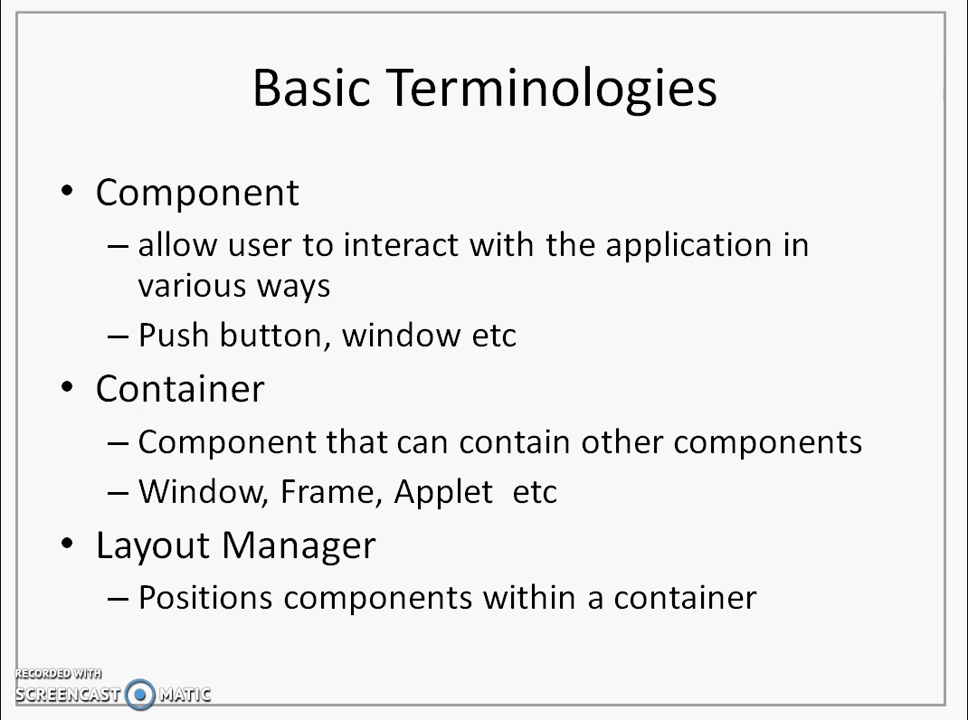 Basic Terminologies
• Component
– allow user to interact with the application in
various ways
– Push button, window etc
• Container
– Component that can contain other components
– Window, Frame, Applet  etc
• Layout Manager
– Positions components within a container
RECORDED WITH
SCREENCAST MATIC